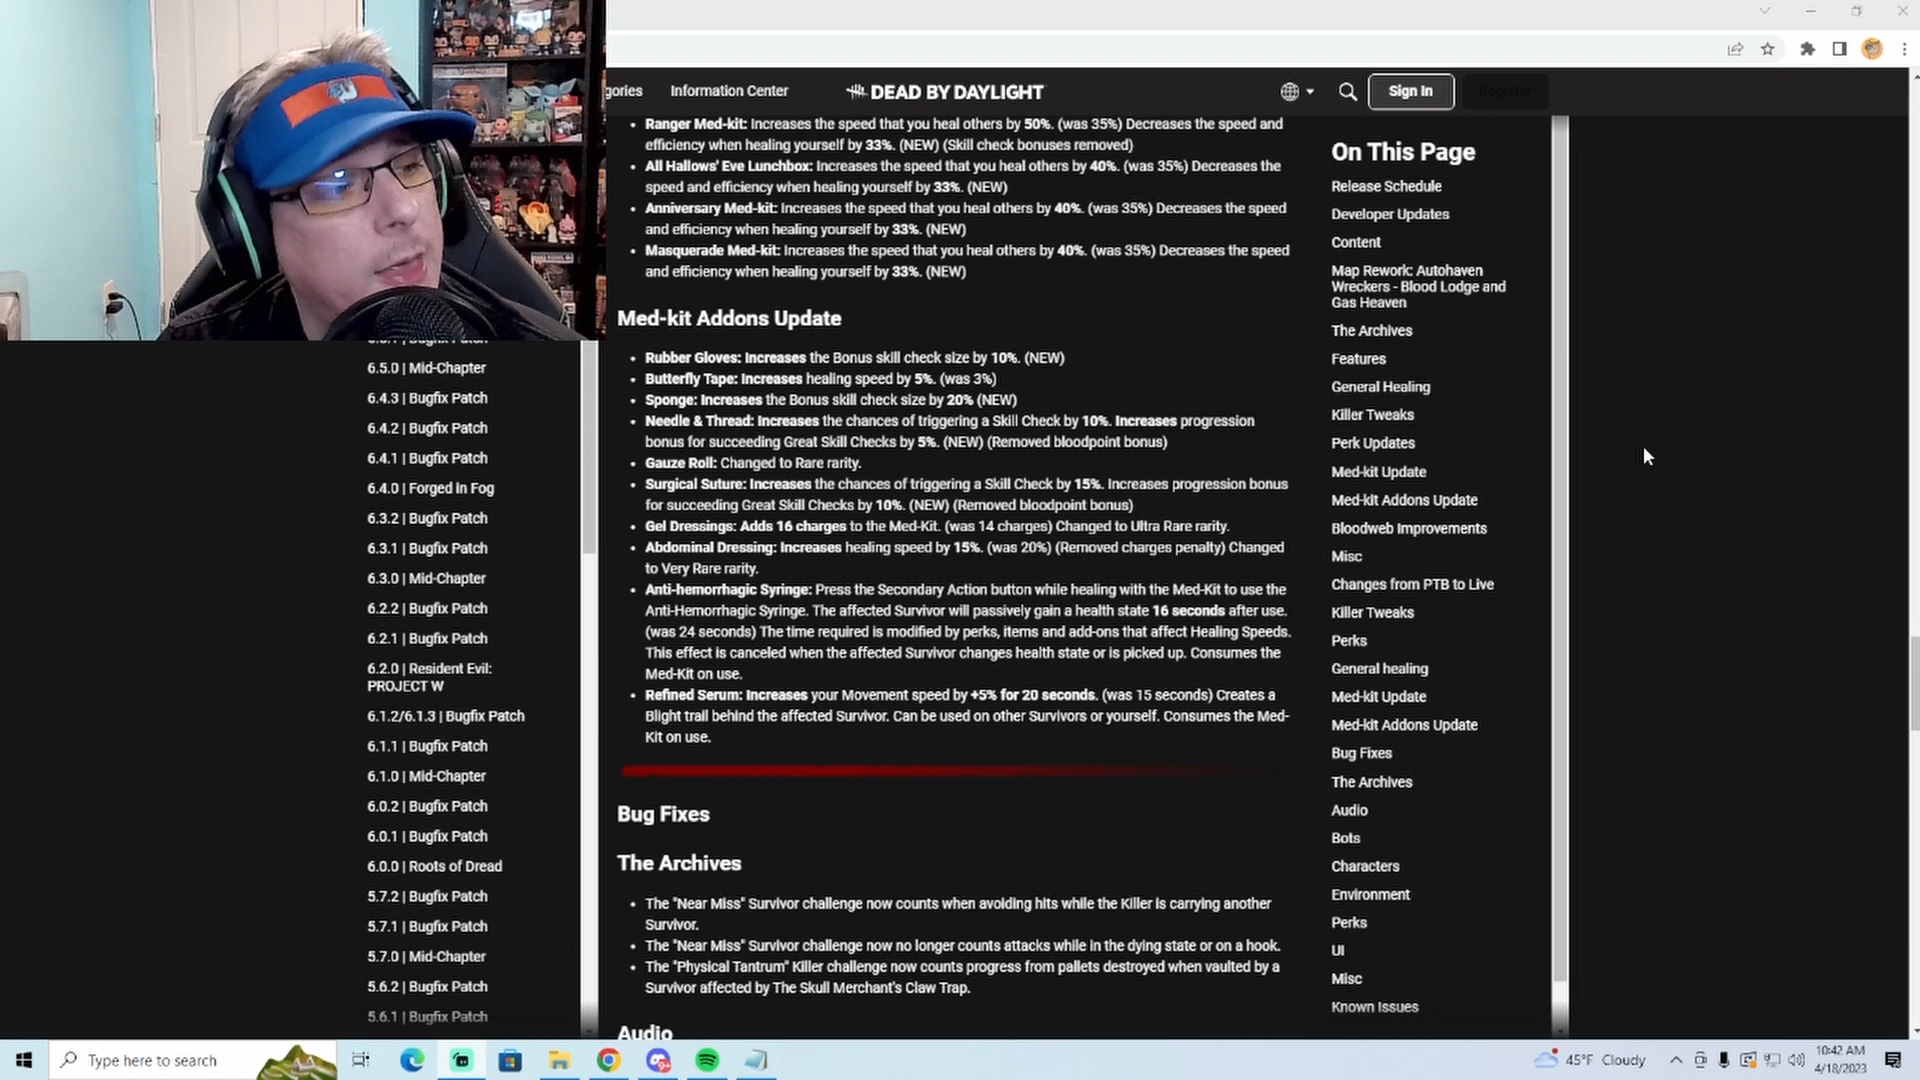 gories
Information Center
DEAD BY DAYLIGHT
Sign In
Register
Ranger Med-kit: Increases the speed that you heal others by 50%. (was 35%) Decreases the speed and
efficiency when healing yourself by 33%. (NEW) (Skill check bonuses removed)
All Hallows' Eve Lunchbox: Increases the speed that you heal others by 40%. (was 35%) Decreases the
speed and efficiency when healing yourself by 33%. (NEW)
Anniversary Med-kit: Increases the speed that you heal others by 40%. (was 35%) Decreases the speed
and efficiency when healing yourself by 33%. (NEW)
Masquerade Med-kit: Increases the speed that you heal others by 40%. (was 35%) Decreases the speed
and efficiency when healing yourself by 33%. (NEW)
Med-kit Addons Update
Rubber Gloves: Increases the Bonus skill check size by 10%. (NEW)
Butterfly Tape: Increases healing speed by 5%. (was 3%)
Sponge: Increases the Bonus skill check size by 20% (NEW)
Needle & Thread: Increases the chances of triggering a Skill Check by 10%. Increases progression
bonus for succeeding Great Skill Checks by 5%. (NEW) (Removed bloodpoint bonus)
Gauze Roll: Changed to Rare rarity.
Surgical Suture: Increases the chances of triggering a Skill Check by 15%. Increases progression bonus
for succeeding Great Skill Checks by 10%. (NEW) (Removed bloodpoint bonus)
Gel Dressings: Adds 16 charges to the Med-Kit. (was 14 charges) Changed to Ultra Rare rarity.
Abdominal Dressing: Increases healing speed by 15%. (was 20%) (Removed charges penalty) Changed
to Very Rare rarity.
Anti-hemorrhagic Syringe: Press the Secondary Action button while healing with the Med-Kit to use the
Anti-Hemorrhagic Syringe. The affected Survivor will passively gain a health state 16 seconds after use.
(was 24 seconds) The time required is modified by perks, items and add-ons that affect Healing Speeds.
This effect is canceled when the affected Survivor changes health state or is picked up. Consumes the
Med-Kit on use.
Refined Serum: Increases your Movement speed by +5% for 20 seconds. (was 15 seconds) Creates a
Blight trail behind the affected Survivor. Can be used on other Survivors or yourself. Consumes the Med-
Kit on use.
Bug Fixes
The Archives
The "Near Miss" Survivor challenge now counts when avoiding hits while the Killer is carrying another
Survivor.
The "Near Miss" Survivor challenge now no longer counts attacks while in the dying state or on a hook.
The "Physical Tantrum" Killer challenge now counts progress from pallets destroyed when vaulted by a
Survivor affected by The Skull Merchant's Claw Trap.
Audio
6.5.0 | Mid-Chapter
6.4.3 | Bugfix Patch
6.4.2 | Bugfix Patch
6.4.1 | Bugfix Patch
6.4.0 | Forged In Fog
6.3.2 | Bugfix Patch
6.3.1 | Bugfix Patch
6.3.0 | Mid-Chapter
6.2.2 | Bugfix Patch
6.2.1 | Bugfix Patch
6.2.0 | Resident Evil:
PROJECT W
6.1.2/6.1.3 | Bugfix Patch
6.1.1 | Bugfix Patch
6.1.0 | Mid-Chapter
6.0.2 | Bugfix Patch
6.0.1 | Bugfix Patch
6.0.0 | Roots of Dread
5.7.2 | Bugfix Patch
5.7.1 | Bugfix Patch
5.7.0 | Mid-Chapter
5.6.2 | Bugfix Patch
5.6.1 | Bugfix Patch
On This Page
Release Schedule
Developer Updates
Content
Map Rework: Autohaven
Wreckers - Blood Lodge and
Gas Heaven
The Archives
Features
General Healing
Killer Tweaks
Perk Updates
Med-kit Update
Med-kit Addons Update
Bloodweb Improvements
Misc
Changes from PTB to Live
Killer Tweaks
Perks
General healing
Med-kit Update
Med-kit Addons Update
Bug Fixes
The Archives
Audio
Bots
Characters
Environment
Perks
UI
Misc
Known Issues
Type here to search
45°F Cloudy
10:42 AM
4/18/2023